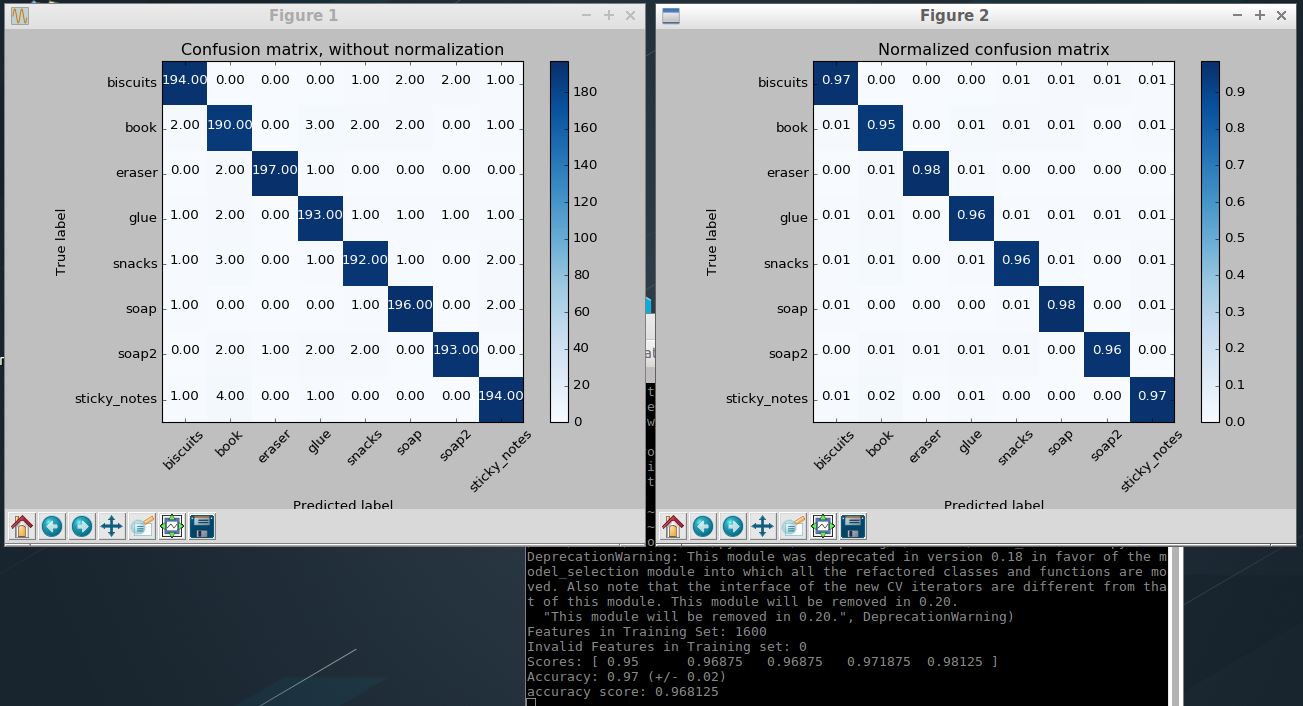 Figure 1
Confusion matrix, without normalization
biscuits 194.00 0.00 0.00 0.00 1.00 2.00 2.00 1.00
book 2.00 190.00 0.00 3.00 2.00 2.00 0.00 1.00
eraser 0.00 2.00 197.00 1.00 0.00 0.00 0.00 0.00
glue 1.00 2.00 0.00 193.00 1.00 1.00 1.00 1.00
snacks 1.00 3.00 0.00 1.00 192.00 1.00 0.00 2.00
soap 1.00 0.00 0.00 0.00 1.00 196.00 0.00 2.00
soap2 0.00 2.00 1.00 2.00 2.00 0.00 193.00 0.00
sticky_notes 1.00 4.00 0.00 1.00 0.00 0.00 0.00 194.00
True label
biscuits book eraser glue snacks soap soap2 sticky_notes
Predicted label
180
160
140
120
100
80
60
40
20
0
Figure 2
Normalized confusion matrix
biscuits 0.97 0.00 0.00 0.00 0.01 0.01 0.01 0.01
book 0.01 0.95 0.00 0.01 0.01 0.01 0.00 0.01
eraser 0.00 0.01 0.98 0.01 0.00 0.00 0.00 0.00
glue 0.01 0.01 0.00 0.96 0.01 0.01 0.01 0.01
snacks 0.01 0.01 0.00 0.01 0.96 0.01 0.00 0.01
soap 0.01 0.00 0.00 0.00 0.01 0.98 0.00 0.01
soap2 0.00 0.01 0.01 0.01 0.01 0.00 0.96 0.00
sticky_notes 0.01 0.02 0.00 0.01 0.00 0.00 0.00 0.97
True label
biscuits book eraser glue snacks soap soap2 sticky_notes
Predicted label
0.9
0.8
0.7
0.6
0.5
0.4
0.3
0.2
0.1
0.0
DeprecationWarning: This module was deprecated in version 0.18 in favor of the m
odel_selection module into which all the refactored classes and functions are mo
ved. Also note that the interface of the new CV iterators are different from tha
t of this module. This module will be removed in 0.20.
"This module will be removed in 0.20.", DeprecationWarning)
Features in Training Set: 1600
Invalid Features in Training set: 0
Scores: [ 0.95 0.96875 0.96875 0.971875 0.98125 ]
Accuracy: 0.97 (+/- 0.02)
accuracy score: 0.968125